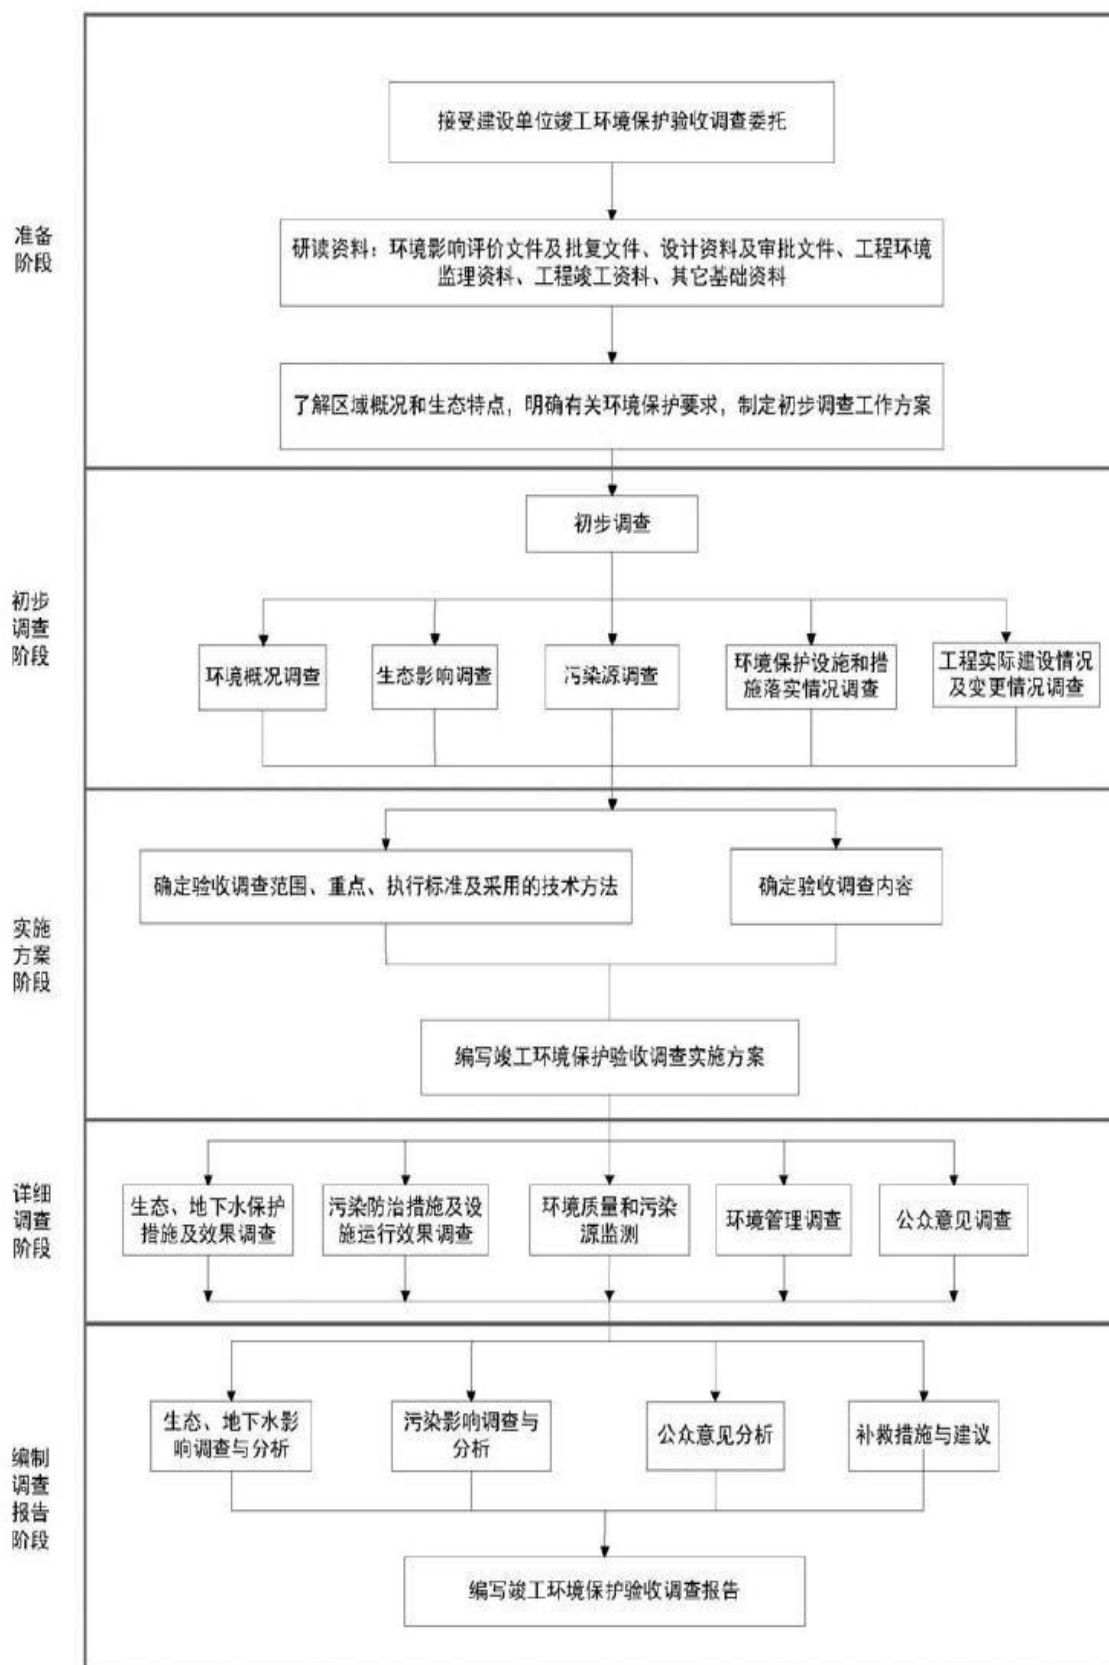 接受建设单位竣工环境保护验收调查委托
准备
阶段
研读资料：环境影响评价文件及批复文件、设计资料及审批文件、工程环境
监理资料、工程竣工资料、其它基础资料
了解区域概况和生态特点，明确有关环境保护要求，制定初步调查工作方案
初步调查
初步
调查
阶段
环境概况调查
生态影响调查
污染源调查
环境保护设施和措
施落实情况调查
工程实际建设情况
及变更情况调查
确定验收调查范围、重点、执行标准及采用的技术方法
确定验收调查内容
实施
方案
阶段
编写竣工环境保护验收调查实施方案
详细
调查
阶段
生态、地下水保护
措施及效果调查
污染防治措施及设
施运行效果调查
环境质量和污染
源监测
环境管理调查
公众意见调查
生态、地下水影
响调查与分析
污染影响调查与
分析
公众意见分析
补救措施与建议
编制
调查
报告
阶段
编写竣工环境保护验收调查报告